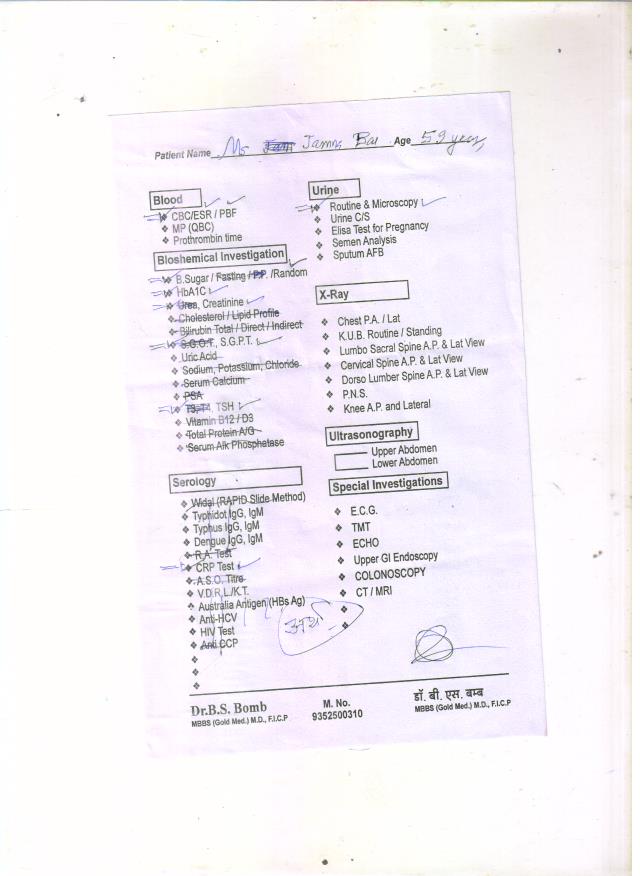 Patient Name Ms Jamna Bai Age 59 years
Blood
CBC/ESR / PBF
MP (QBC)
Prothrombin time
Bioshemical Investigation
B.Sugar / Fasting / P.P. /Random
HbA1C
Urea, Creatinine
Cholesterol / Lipid Profile
Bilirubin Total / Direct / Indirect
S.G.O.T., S.G.P.T.
Uric Acid
Sodium, Potassium, Chloride
Serum Calcium
PSA
T3, T4, TSH
Vitamin B12 / D3
Total Protein A/G
Serum Alk Phosphatase
Serology
Widal (RAPID Slide Method)
Typhidot IgG, IgM
Typhus IgG, IgM
Dengue IgG, IgM
R.A. Test
CRP Test
A.S.O. Titre
V.D.R.L./K.T.
Australia Antigen (HBs Ag)
Anti-HCV
HIV Test
Anti CCP
Urine
Routine & Microscopy
Urine C/S
Elisa Test for Pregnancy
Semen Analysis
Sputum AFB
X-Ray
Chest P.A. / Lat
K.U.B. Routine / Standing
Lumbo Sacral Spine A.P. & Lat View
Cervical Spine A.P. & Lat View
Dorso Lumber Spine A.P. & Lat View
P.N.S.
Knee A.P. and Lateral
Ultrasonography
Upper Abdomen
Lower Abdomen
Special Investigations
E.C.G.
TMT
ECHO
Upper GI Endoscopy
COLONOSCOPY
CT / MRI
Dr.B.S. Bomb
MBBS (Gold Med.) M.D., F.I.C.P
M. No.
9352500310
डॉ. बी. एस. बम्ब
MBBS (Gold Med.) M.D., F.I.C.P